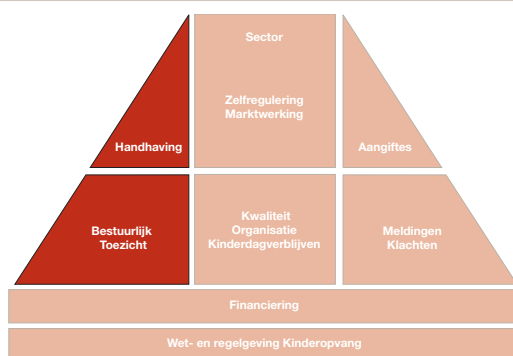 Sector
Zelfregulering
Marktwerking
Handhaving
Aangiftes
Bestuurlijk
Toezicht
Kwaliteit
Organisatie
Kinderdagverblijven
Meldingen
Klachten
Financiering
Wet- en regelgeving Kinderopvang